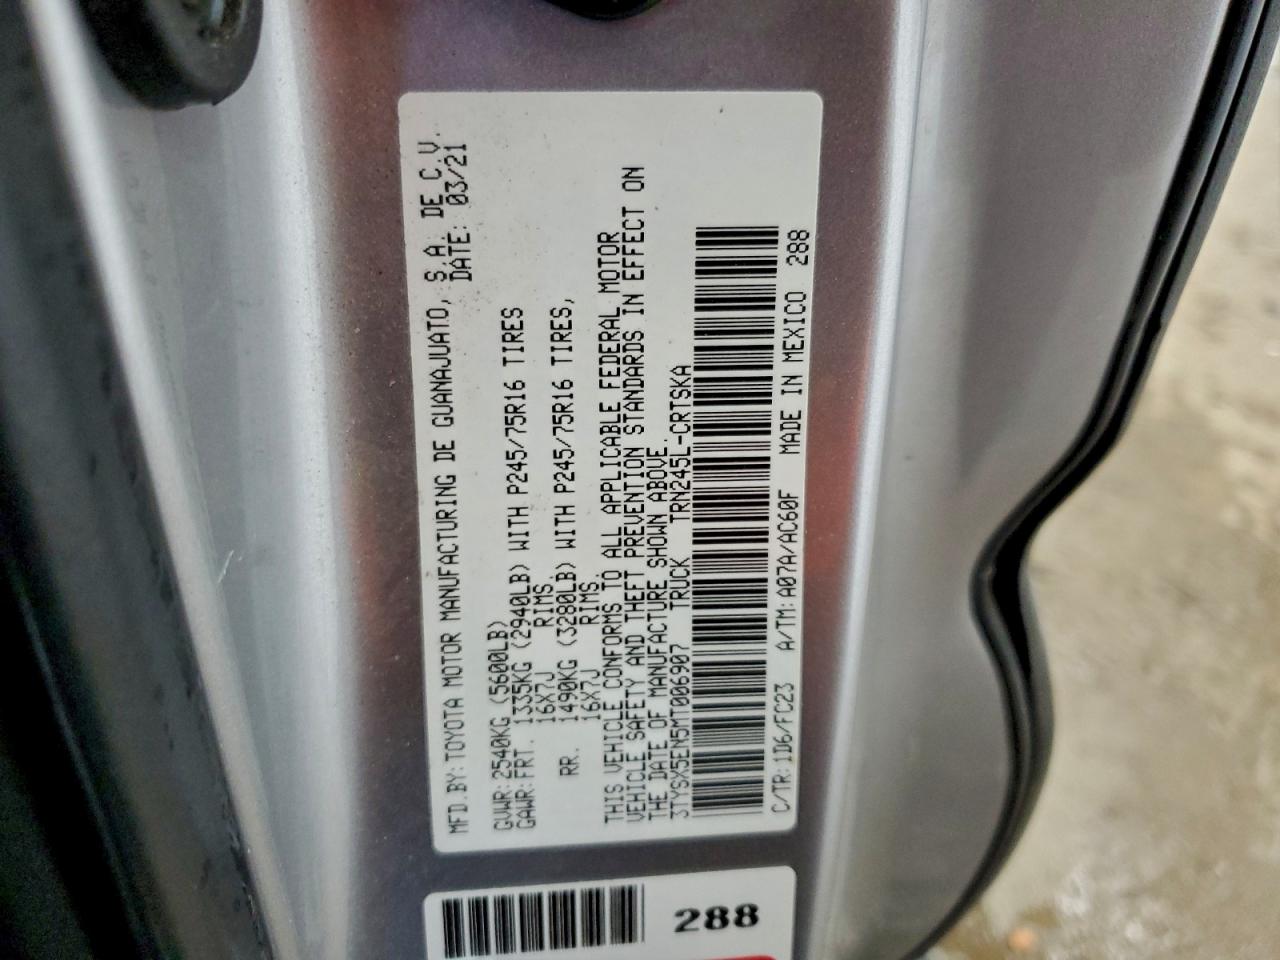 MFD.BY: TOYOTA MOTOR MANUFACTURING DE GUANAJUATO, S.A. DE C.V.
DATE: 03/21
GVWR: 2540KG (5600LB)
GAWR: FRT. 1335KG (2940LB) WITH P245/75R16 TIRES
16X7J RIMS.
RR. 1490KG (3280LB) WITH P245/75R16 TIRES,
16X7J RIMS.
THIS VEHICLE CONFORMS TO ALL APPLICABLE FEDERAL MOTOR
VEHICLE SAFETY AND THEFT PREVENTION STANDARDS IN EFFECT ON
THE DATE OF MANUFACTURE SHOWN ABOVE.
3TYSX5EN5MT006907 TRUCK TRN245L-CRTSKA
C/TR: 1D6/FC23 A/TM: A07A/AC60F MADE IN MEXICO 288
288